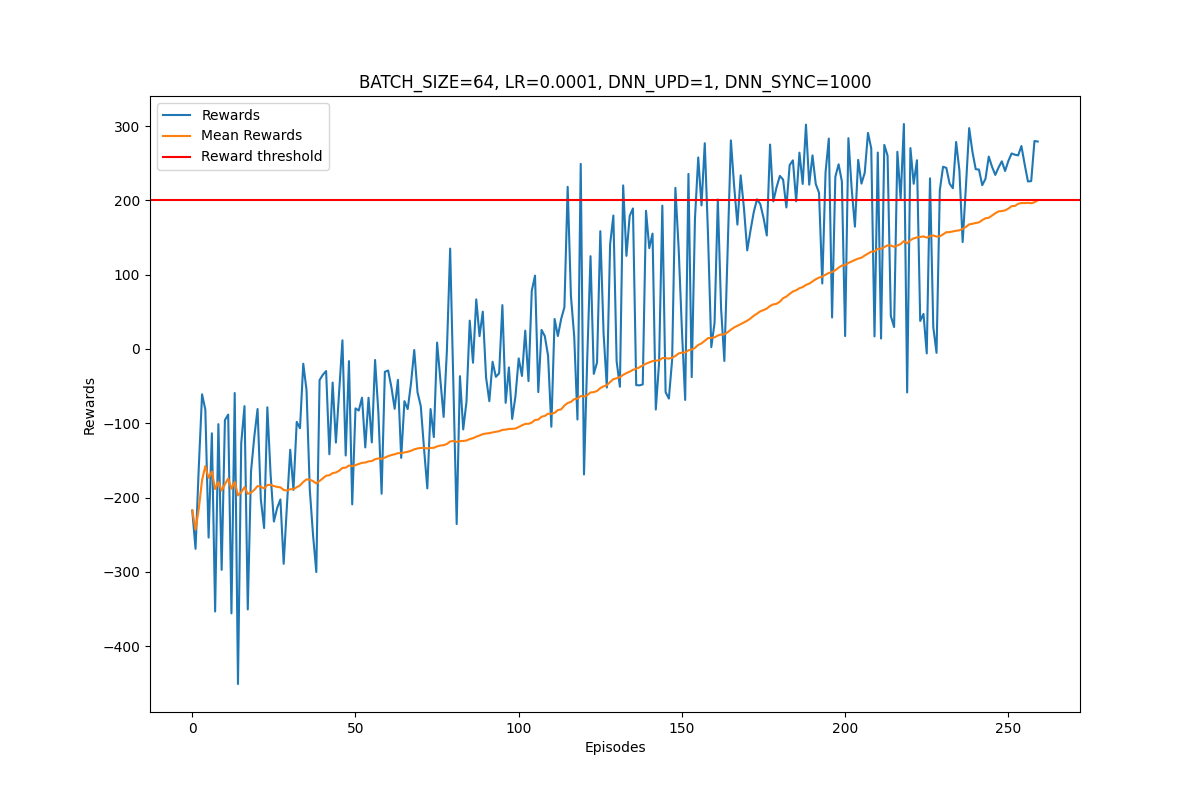 BATCH_SIZE=64, LR=0.0001, DNN_UPD=1, DNN_SYNC=1000
Rewards
Mean Rewards
Reward threshold
300
200
100
0
−100
−200
−300
−400
Rewards
0
50
100
150
200
250
Episodes